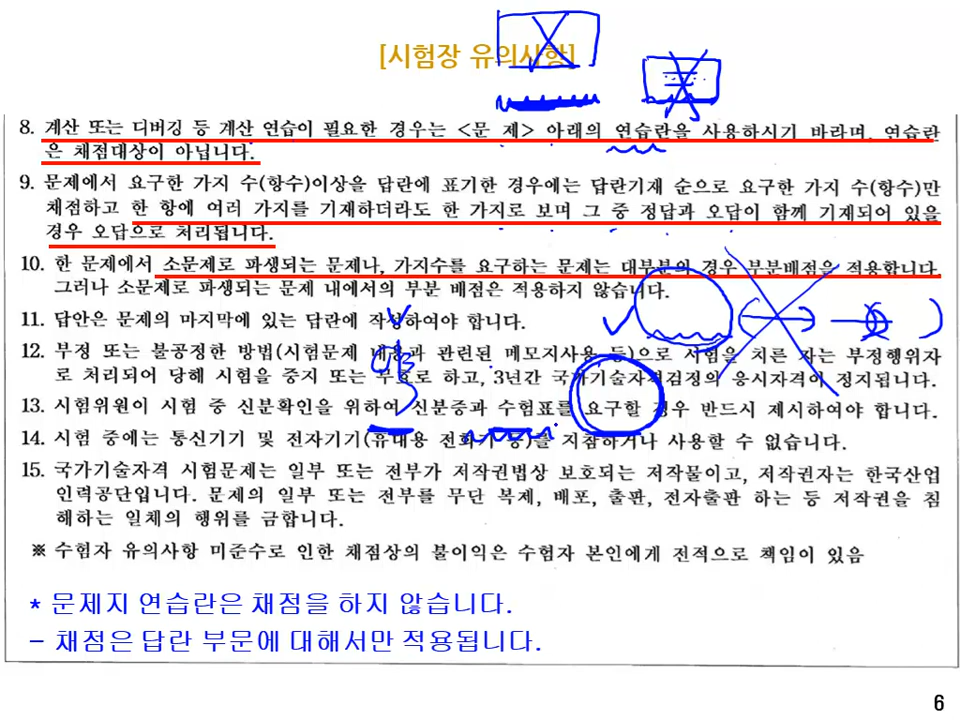 [시험장 유의사항]
8. 계산 또는 디버깅 등 계산 연습이 필요한 경우는 <문 제> 아래의 연습란을 사용하시기 바라며, 연습란
은 채점대상이 아닙니다.
9. 문제에서 요구한 가지 수(항수)이상을 답란에 표기한 경우에는 답란기재 순으로 요구한 가지 수(항수)만
채점하고 한 항에 여러 가지를 기재하더라도 한 가지로 보며 그 중 정답과 오답이 함께 기재되어 있을
경우 오답으로 처리됩니다.
10. 한 문제에서 소문제로 파생되는 문제나, 가지수를 요구하는 문제는 대부분의 경우 부분배점을 적용합니다.
그러나 소문제로 파생되는 문제 내에서의 부분 배점은 적용하지 않습니다.
11. 답안은 문제의 마지막에 있는 답란에 작성하여야 합니다.
12. 부정 또는 불공정한 방법(시험문제 내용과 관련된 메모지사용 등)으로 시험을 치른 자는 부정행위자
로 처리되어 당해 시험을 중지 또는 무효로 하고, 3년간 국가기술자격검정의 응시자격이 정지됩니다.
13. 시험위원이 시험 중 신분확인을 위하여 신분증과 수험표를 요구할 경우 반드시 제시하여야 합니다.
14. 시험 중에는 통신기기 및 전자기기(휴대용 전화기 등)를 지참하거나 사용할 수 없습니다.
15. 국가기술자격 시험문제는 일부 또는 전부가 저작권법상 보호되는 저작물이고, 저작권자는 한국산업
인력공단입니다. 문제의 일부 또는 전부를 무단 복제, 배포, 출판, 전자출판 하는 등 저작권을 침
해하는 일체의 행위를 금합니다.
※ 수험자 유의사항 미준수로 인한 채점상의 불이익은 수험자 본인에게 전적으로 책임이 있음
* 문제지 연습란은 채점을 하지 않습니다.
- 채점은 답란 부문에 대해서만 적용됩니다.
6